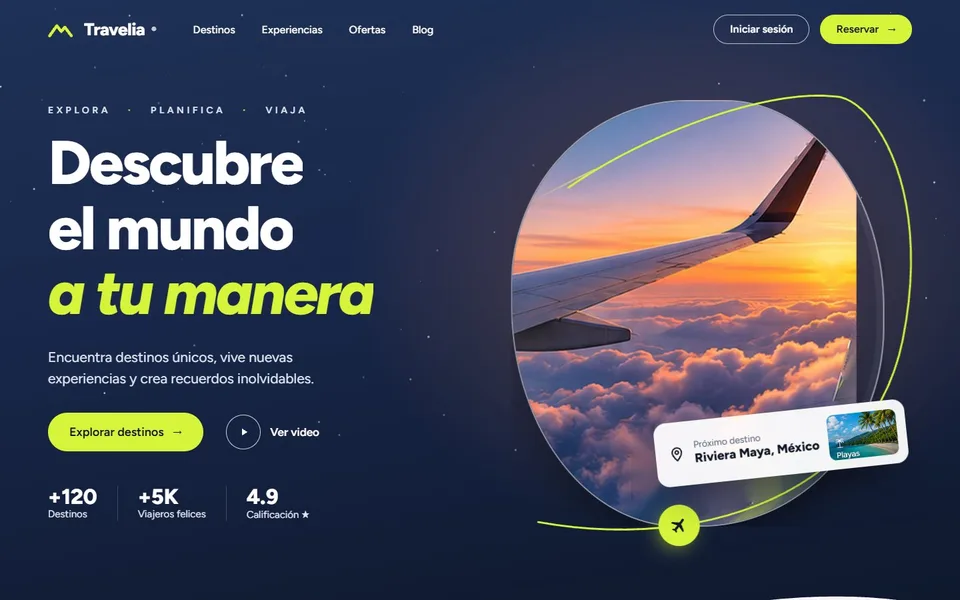 Travelia
Destinos
Experiencias
Ofertas
Blog
Iniciar sesión
Reservar →
EXPLORA · PLANIFICA · VIAJA
Descubre
el mundo
a tu manera
Encuentra destinos únicos, vive nuevas
experiencias y crea recuerdos inolvidables.
Explorar destinos →
Ver video
+120
Destinos
+5K
Viajeros felices
4.9
Calificación ★
Próximo destino
Riviera Maya, México
Playas